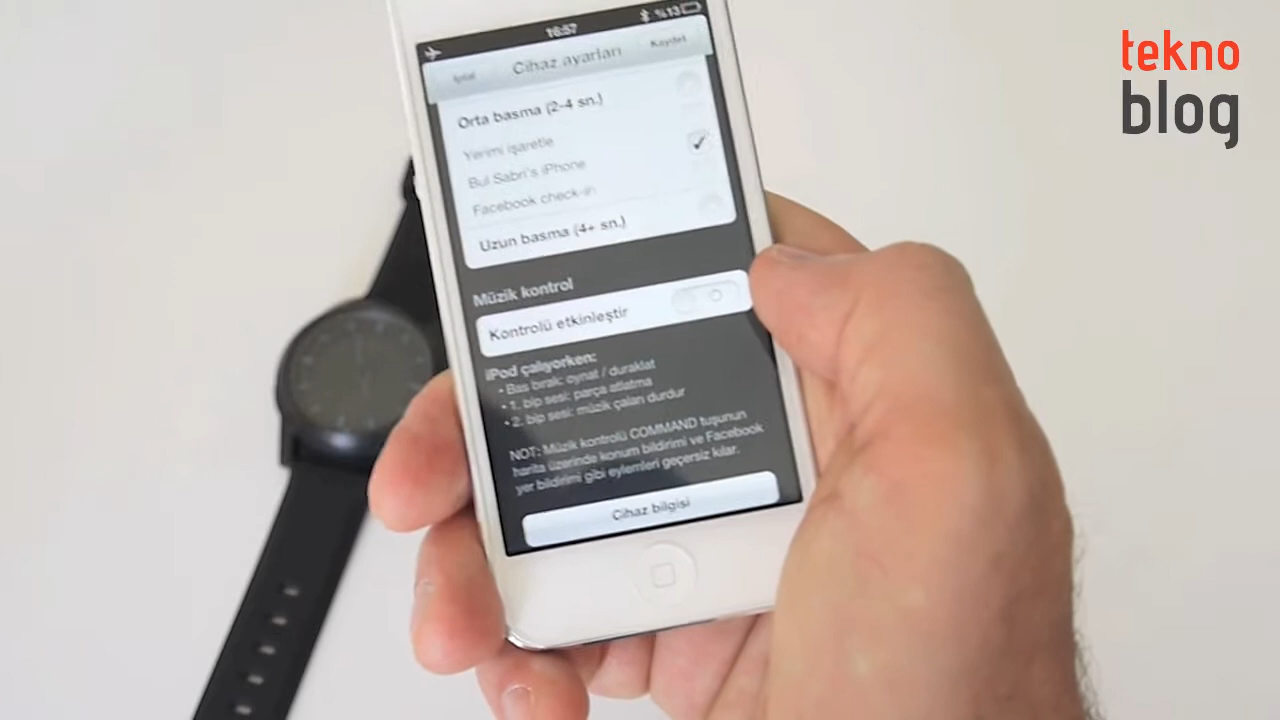 tekno
blog
16:57
%13
İptal
Cihaz ayarları
Kaydet
Orta basma (2-4 sn.)
Yerimi işaretle
Bul Sabri's iPhone
Facebook check-in
Uzun basma (4+ sn.)
Müzik kontrol
Kontrolü etkinleştir
iPod çalıyorken:
• Bas bırak: oynat / duraklat
• 1. bip sesi: parça atlatma
• 2. bip sesi: müzik çaları durdur
NOT: Müzik kontrolü COMMAND tuşunun
harita üzerinde konum bildirimi ve Facebook
yer bildirimi gibi eylemleri geçersiz kılar.
Cihaz bilgisi